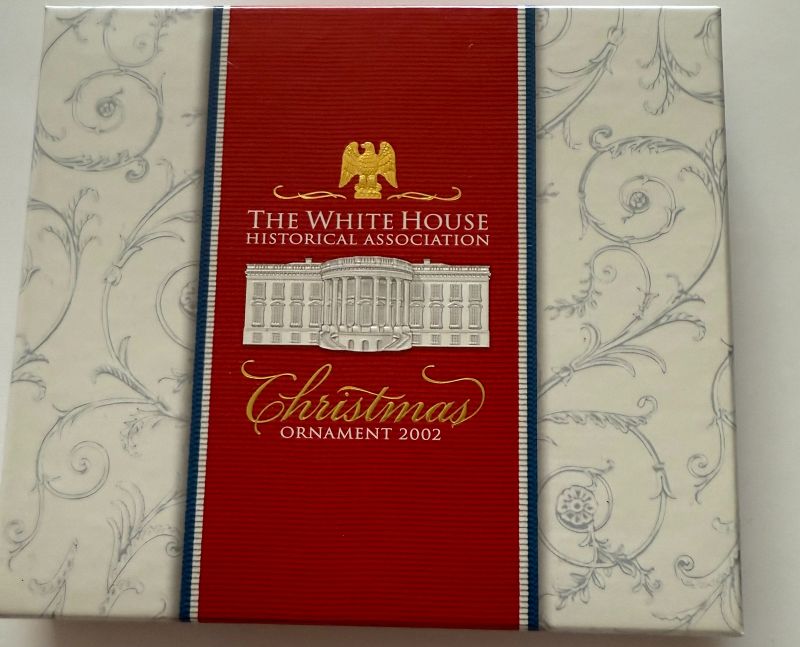 THE WHITE HOUSE
HISTORICAL ASSOCIATION
Christmas
ORNAMENT 2002